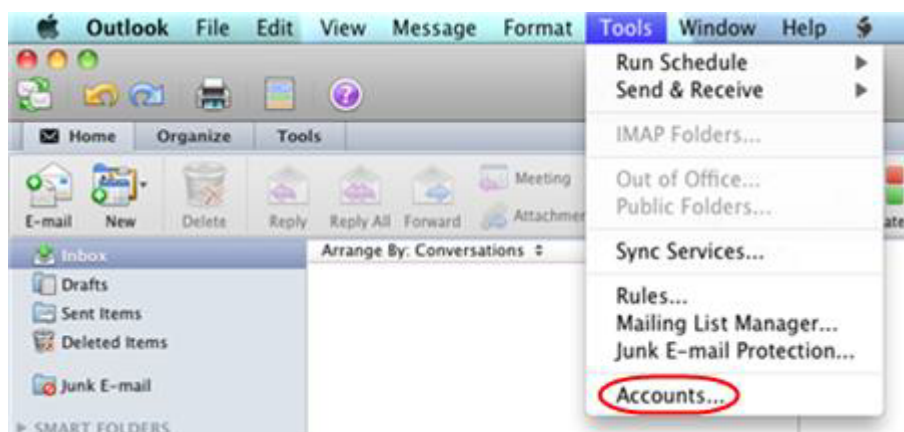 Outlook File Edit View Message Format Tools Window Help
Home Organize Tools
E-mail New Delete Reply Reply All Forward Meeting
Inbox
Drafts
Sent Items
Deleted Items
Junk E-mail
SMART FOLDERS
Arrange By: Conversations
Run Schedule
Send & Receive
IMAP Folders...
Out of Office...
Public Folders...
Sync Services...
Rules...
Mailing List Manager...
Junk E-mail Protection...
Accounts...